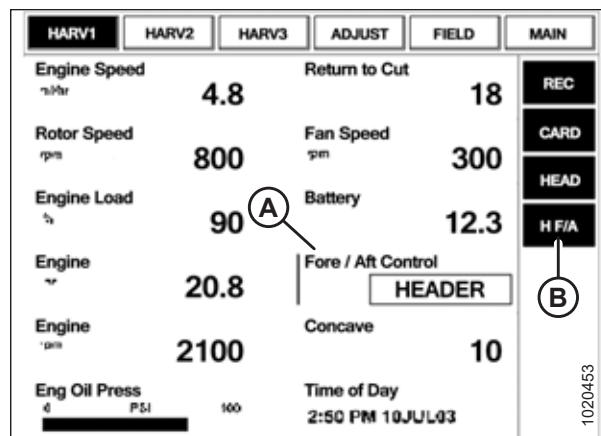 HARV1 HARV2 HARV3 ADJUST FIELD MAIN
Engine Speed Return to Cut REC
4.8 18
Rotor Speed Fan Speed CARD
rpm rpm
800 300
HEAD
Engine Load Battery
%
90 12.3 H F/A
A
Engine Fore / Aft Control
20.8 HEADER B
Engine Concave
rpm
2100 10
Eng Oil Press Time of Day
0 PSI 100
2:50 PM 10JUL03
1020453